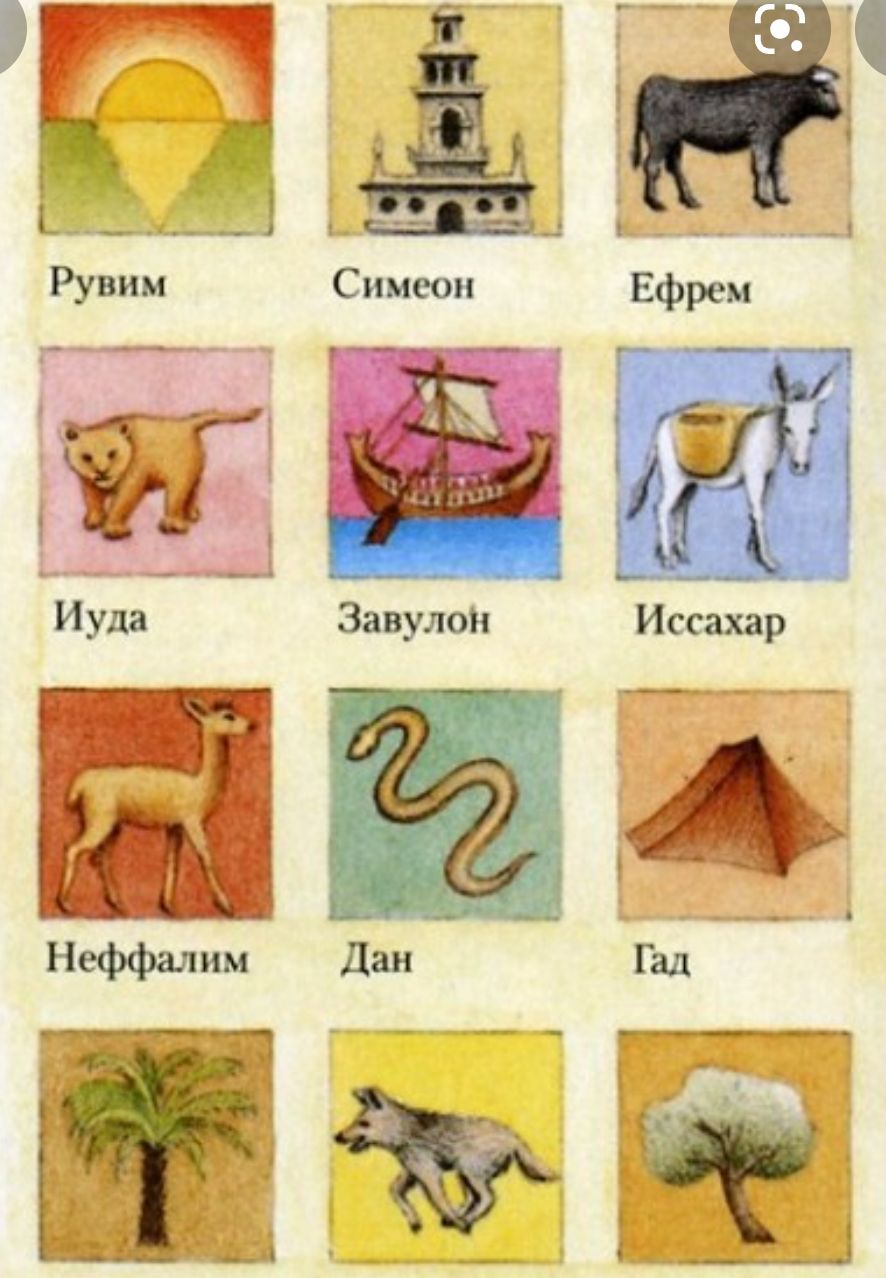 Рувим
Симеон
Ефрем
Иуда
Завулон
Иссахар
Неффалим
Дан
Гад